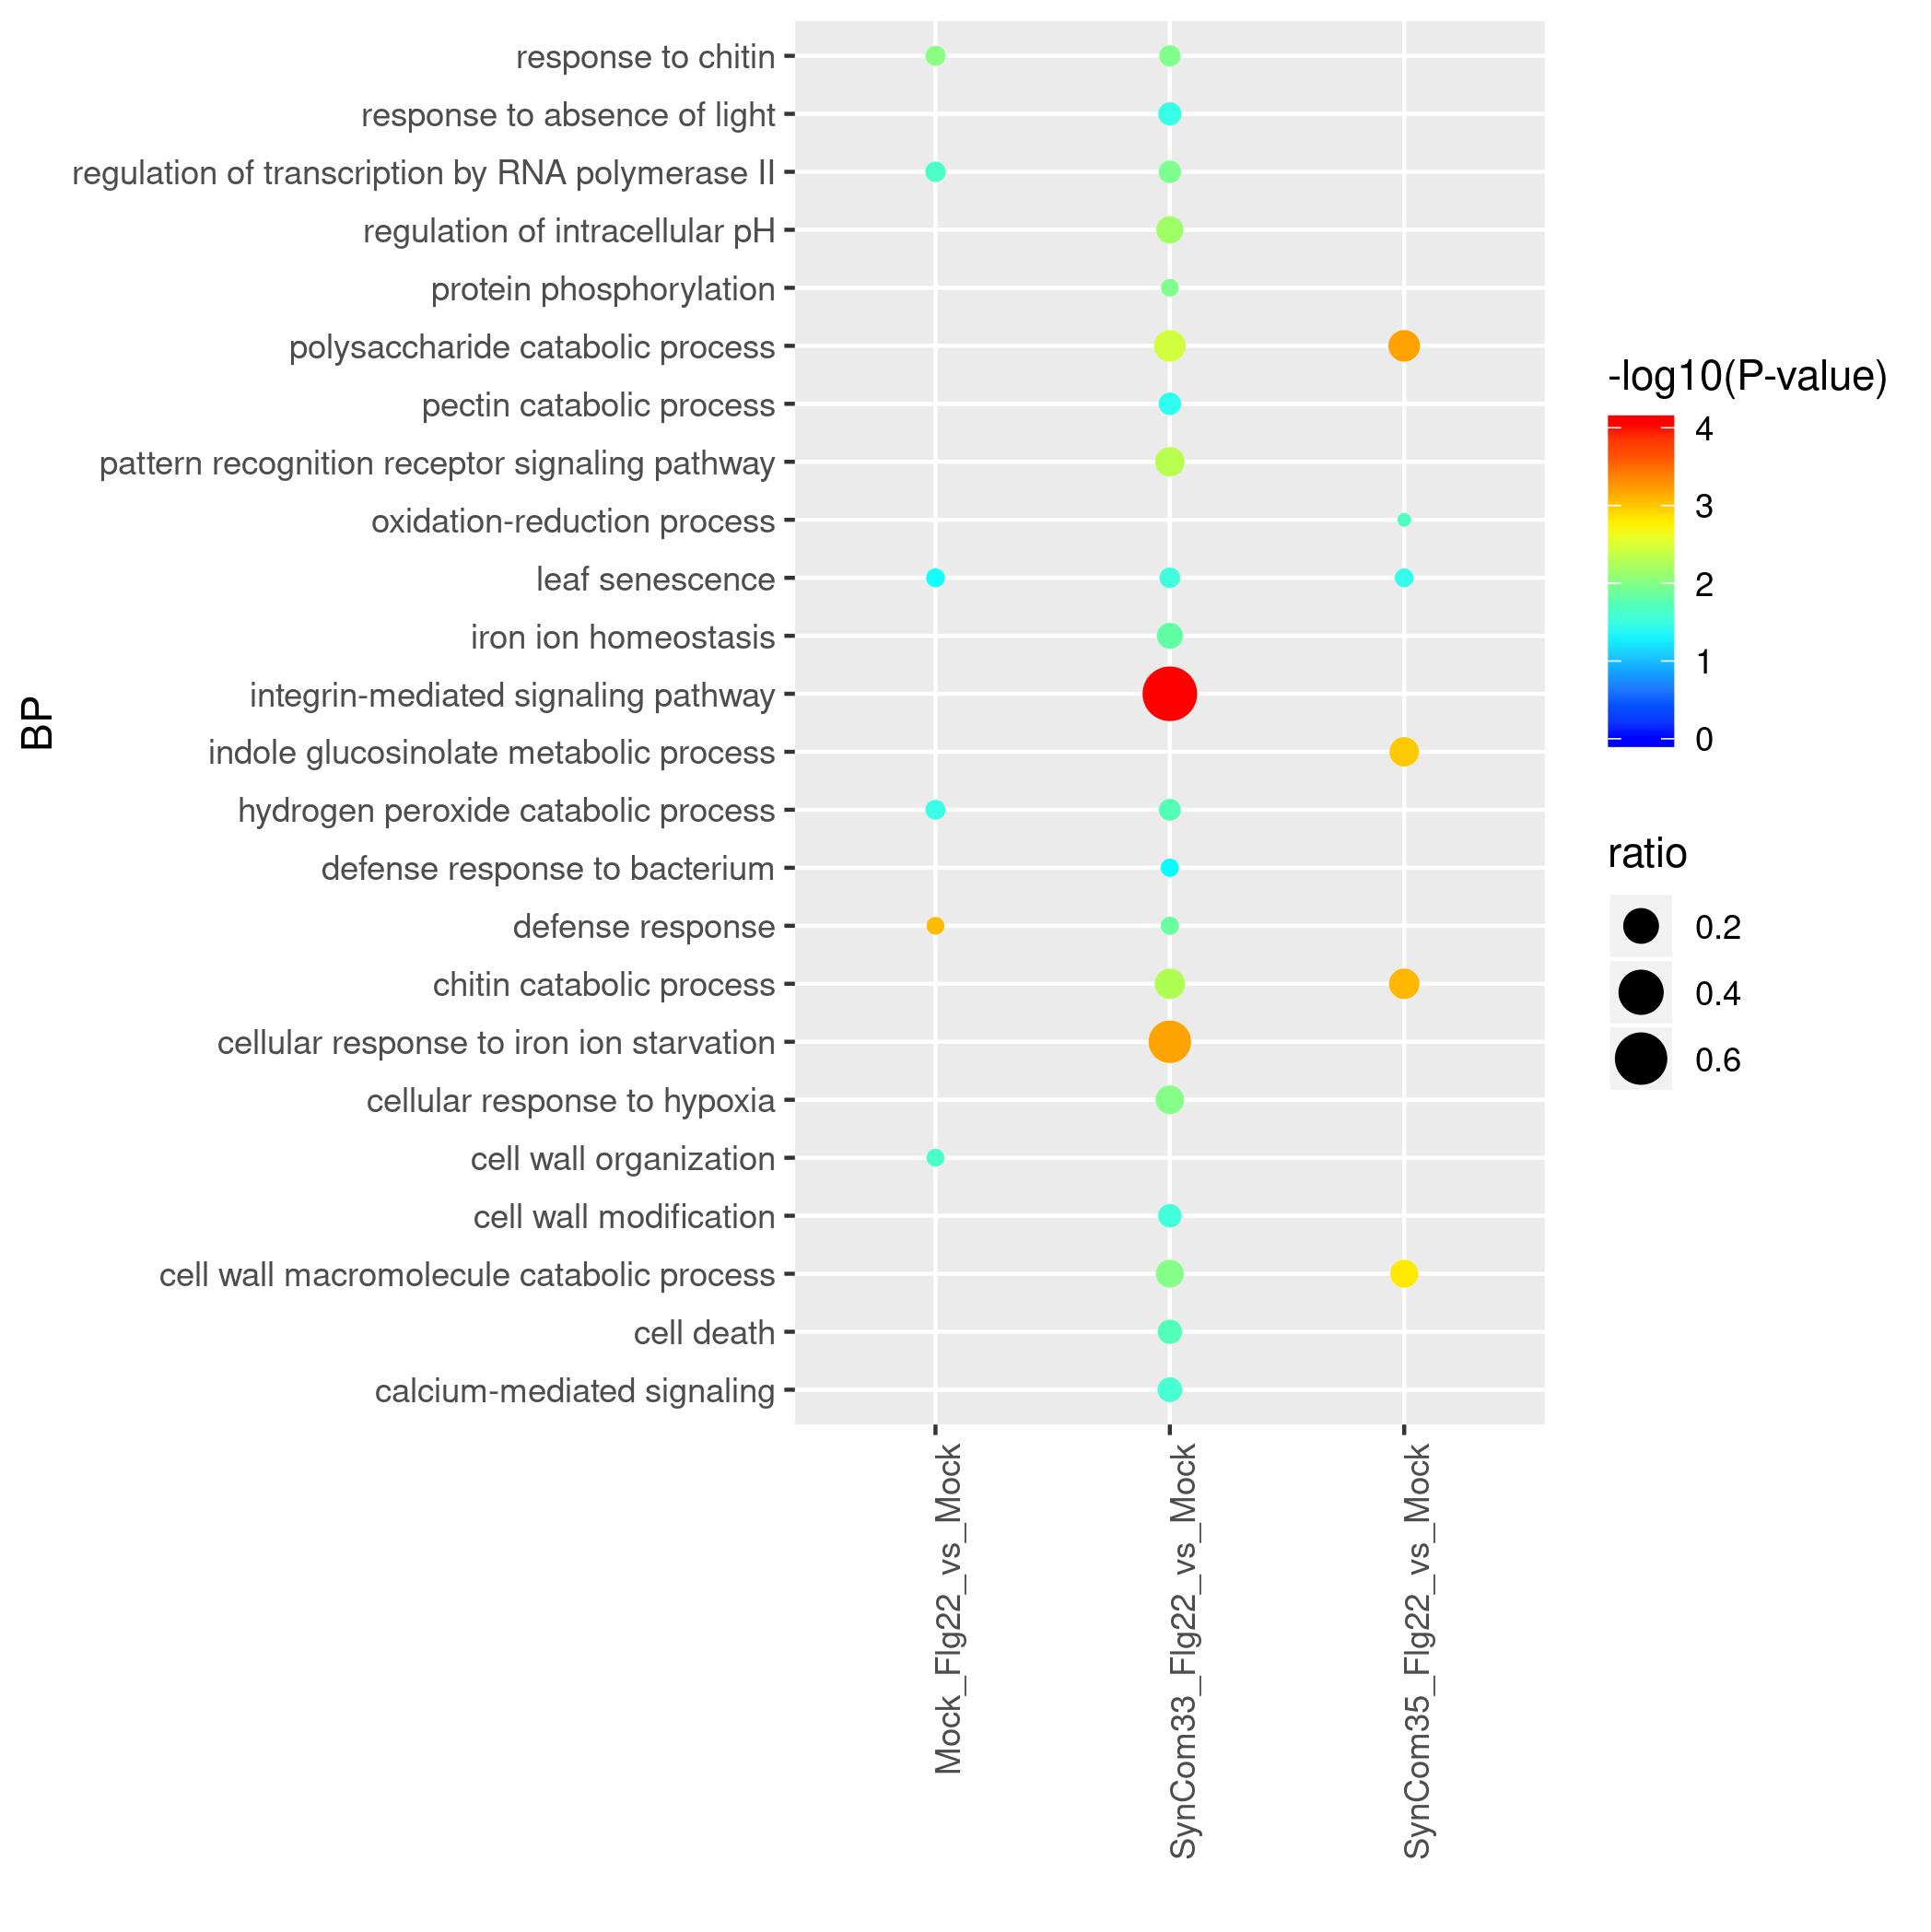 response to chitin
response to absence of light
regulation of transcription by RNA polymerase II
regulation of intracellular pH
protein phosphorylation
polysaccharide catabolic process
pectin catabolic process
pattern recognition receptor signaling pathway
oxidation-reduction process
leaf senescence
iron ion homeostasis
integrin-mediated signaling pathway
indole glucosinolate metabolic process
hydrogen peroxide catabolic process
defense response to bacterium
defense response
chitin catabolic process
cellular response to iron ion starvation
cellular response to hypoxia
cell wall organization
cell wall modification
cell wall macromolecule catabolic process
cell death
calcium-mediated signaling
BP
Mock_Flg22_vs_Mock
SynCom33_Flg22_vs_Mock
SynCom35_Flg22_vs_Mock
-log10(P-value)
4
3
2
1
0
ratio
0.2
0.4
0.6